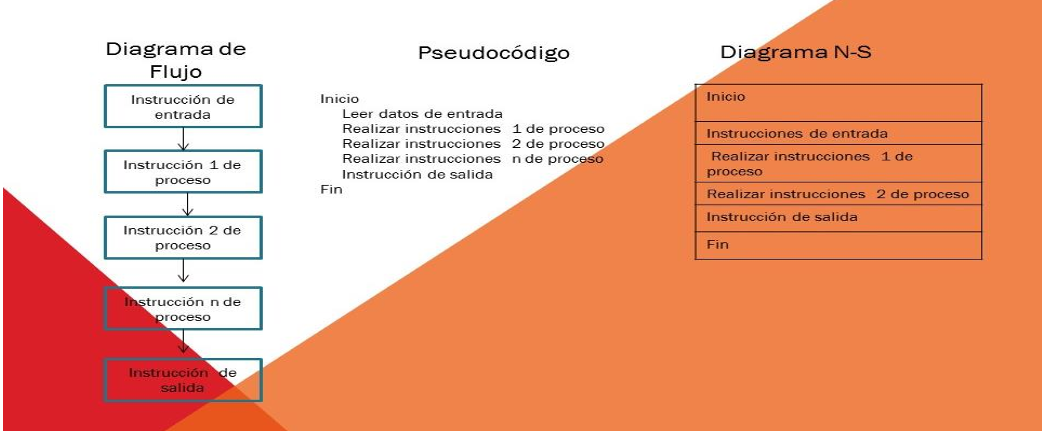 Diagrama de
Flujo
Instrucción de
entrada
Instrucción 1 de
proceso
Instrucción 2 de
proceso
Instrucción n de
proceso
Instrucción de
salida
Pseudocódigo
Inicio
Leer datos de entrada
Realizar instrucciones 1 de proceso
Realizar instrucciones 2 de proceso
Realizar instrucciones n de proceso
Instrucción de salida
Fin
Diagrama N-S
Inicio
Instrucciones de entrada
Realizar instrucciones 1 de
proceso
Realizar instrucciones 2 de proceso
Instrucción de salida
Fin